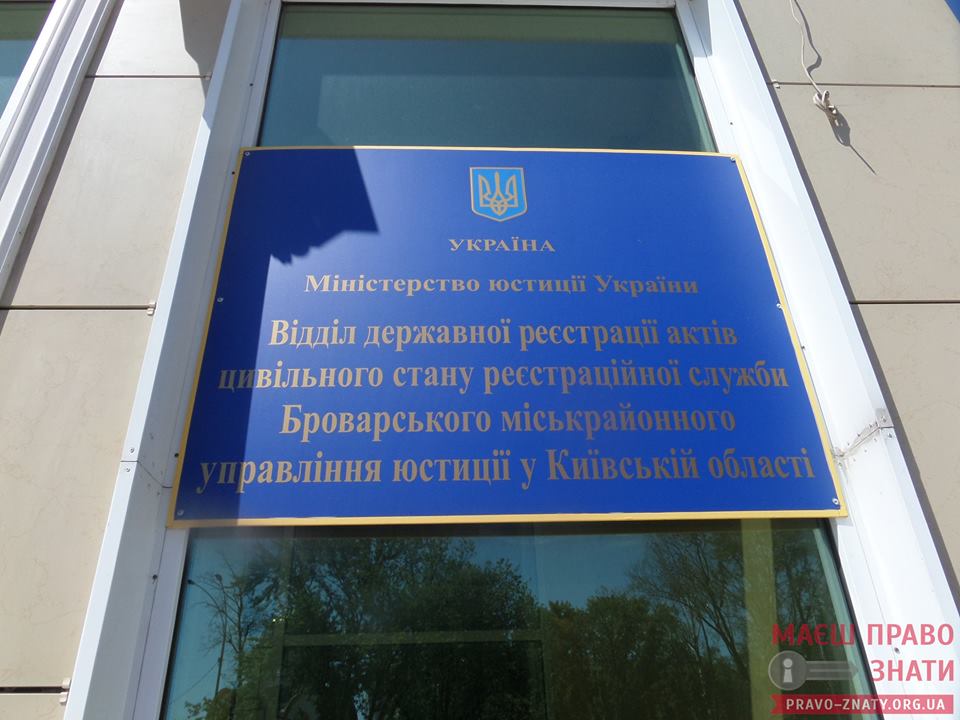 УКРАЇНА
Міністерство юстиції України
Відділ державної реєстрації актів
цивільного стану реєстраційної служби
Броварського міськрайонного
управління юстиції у Київській області
МАЄШ ПРАВО
ЗНАТИ
PRAVO-ZNATY.ORG.UA